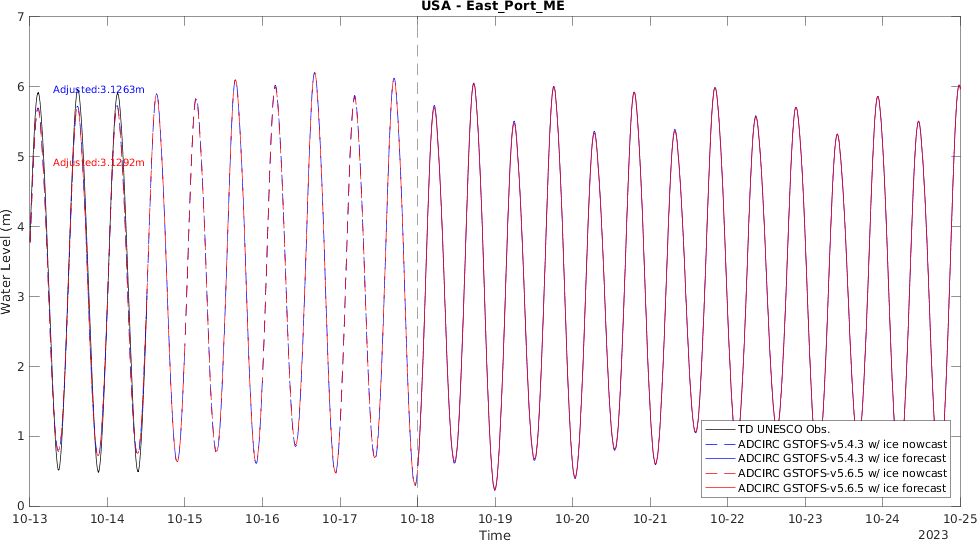 USA - East_Port_ME
7
6
5
4
3
2
1
0
Water Level (m)
Adjusted:3.1263m
Adjusted:3.1292m
TD UNESCO Obs.
ADCIRC GSTOFS-v5.4.3 w/ ice nowcast
ADCIRC GSTOFS-v5.4.3 w/ ice forecast
ADCIRC GSTOFS-v5.6.5 w/ ice nowcast
ADCIRC GSTOFS-v5.6.5 w/ ice forecast
10-13 10-14 10-15 10-16 10-17 10-18 10-19 10-20 10-21 10-22 10-23 10-24 10-25
Time
2023